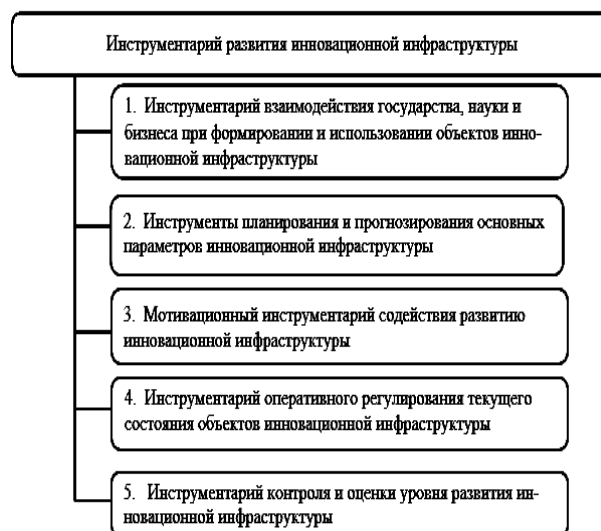 Инструментарий развития инновационной инфраструктуры
1. Инструментарий взаимодействия государства, науки и
бизнеса при формировании и использовании объектов инно-
вационной инфраструктуры
2. Инструменты планирования и прогнозирования основных
параметров инновационной инфраструктуры
3. Мотивационный инструментарий содействия развитию
инновационной инфраструктуры
4. Инструментарий оперативного регулирования текущего
состояния объектов инновационной инфраструктуры
5. Инструментарий контроля и оценки уровня развития ин-
новационной инфраструктуры